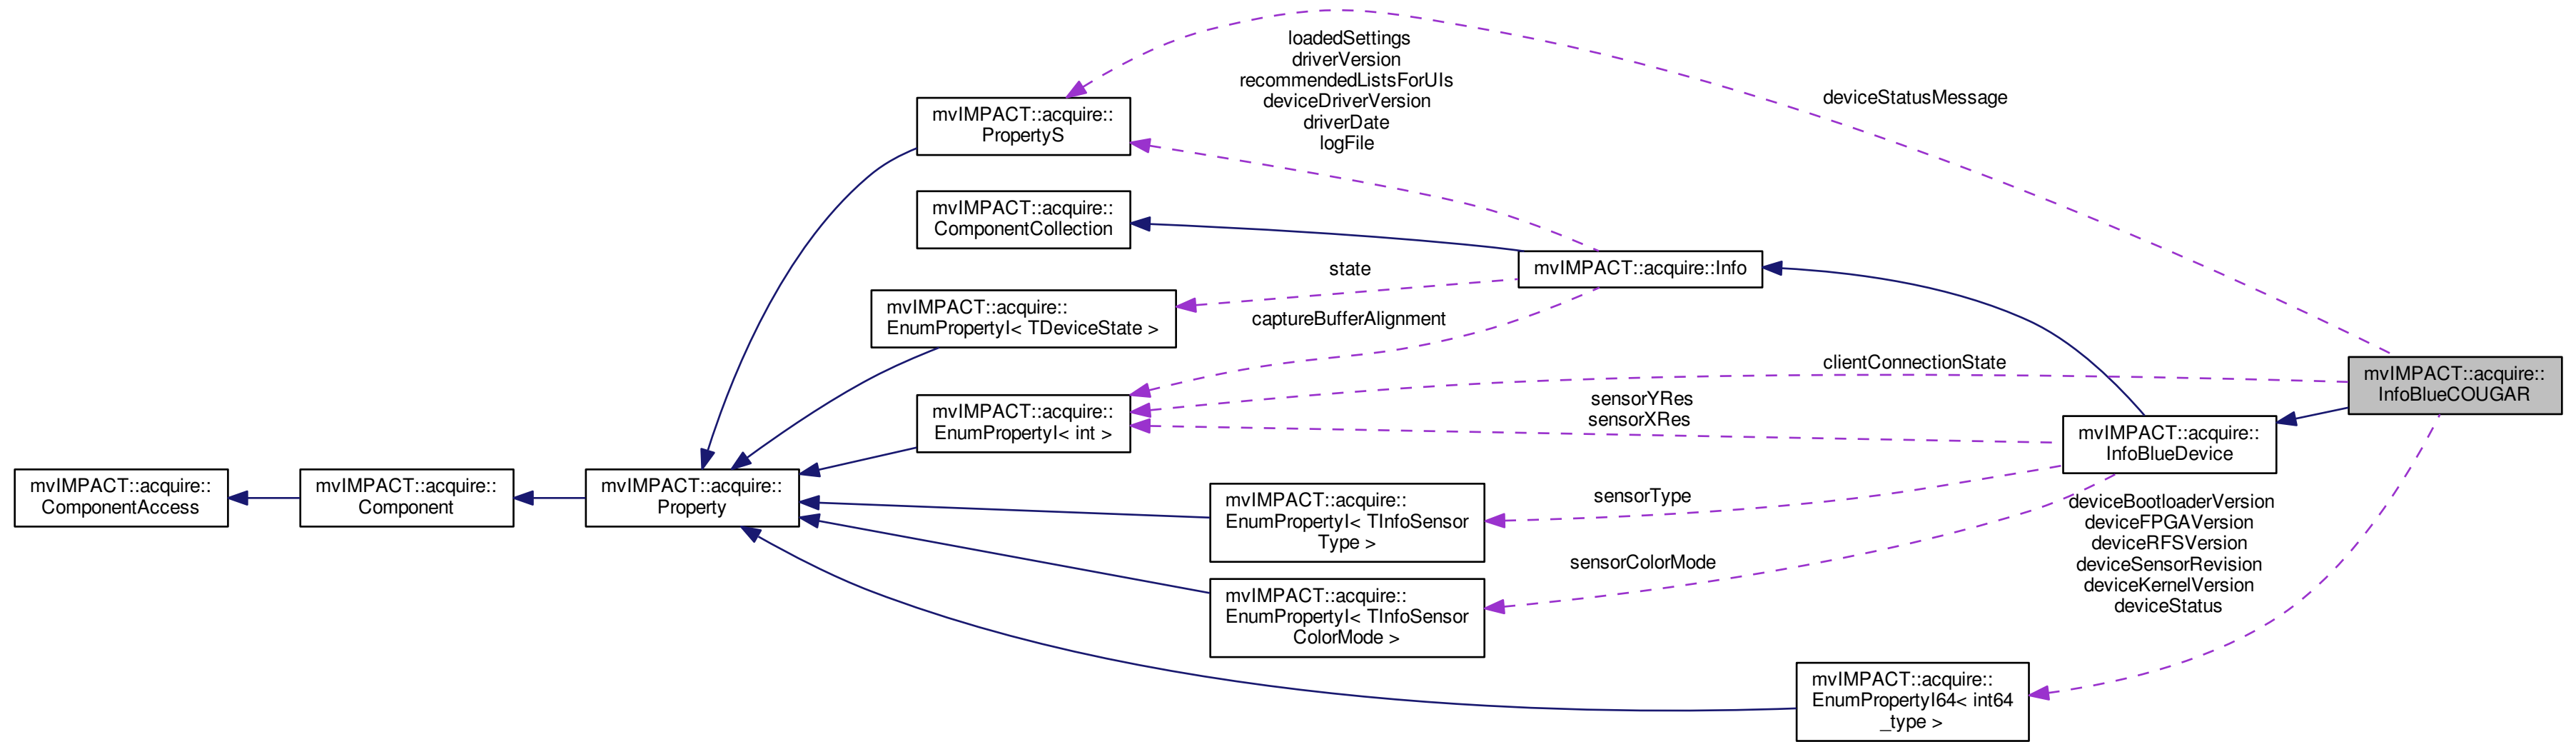 loadedSettings
driverVersion
recommendedListsForUIs
deviceDriverVersion
driverDate
logFile
deviceStatusMessage
mvIMPACT::acquire::
PropertyS
mvIMPACT::acquire::
ComponentCollection
mvIMPACT::acquire::Info
state
mvIMPACT::acquire::
EnumPropertyI< TDeviceState >
captureBufferAlignment
clientConnectionState
mvIMPACT::acquire::
InfoBlueCOUGAR
mvIMPACT::acquire::
EnumPropertyI< int >
sensorYRes
sensorXRes
mvIMPACT::acquire::
InfoBlueDevice
mvIMPACT::acquire::
ComponentAccess
mvIMPACT::acquire::
Component
mvIMPACT::acquire::
Property
mvIMPACT::acquire::
EnumPropertyI< TInfoSensor
Type >
sensorType
deviceBootloaderVersion
deviceFPGAVersion
deviceRFSVersion
deviceSensorRevision
deviceKernelVersion
deviceStatus
sensorColorMode
mvIMPACT::acquire::
EnumPropertyI< TInfoSensor
ColorMode >
mvIMPACT::acquire::
EnumPropertyI64< int64
_type >